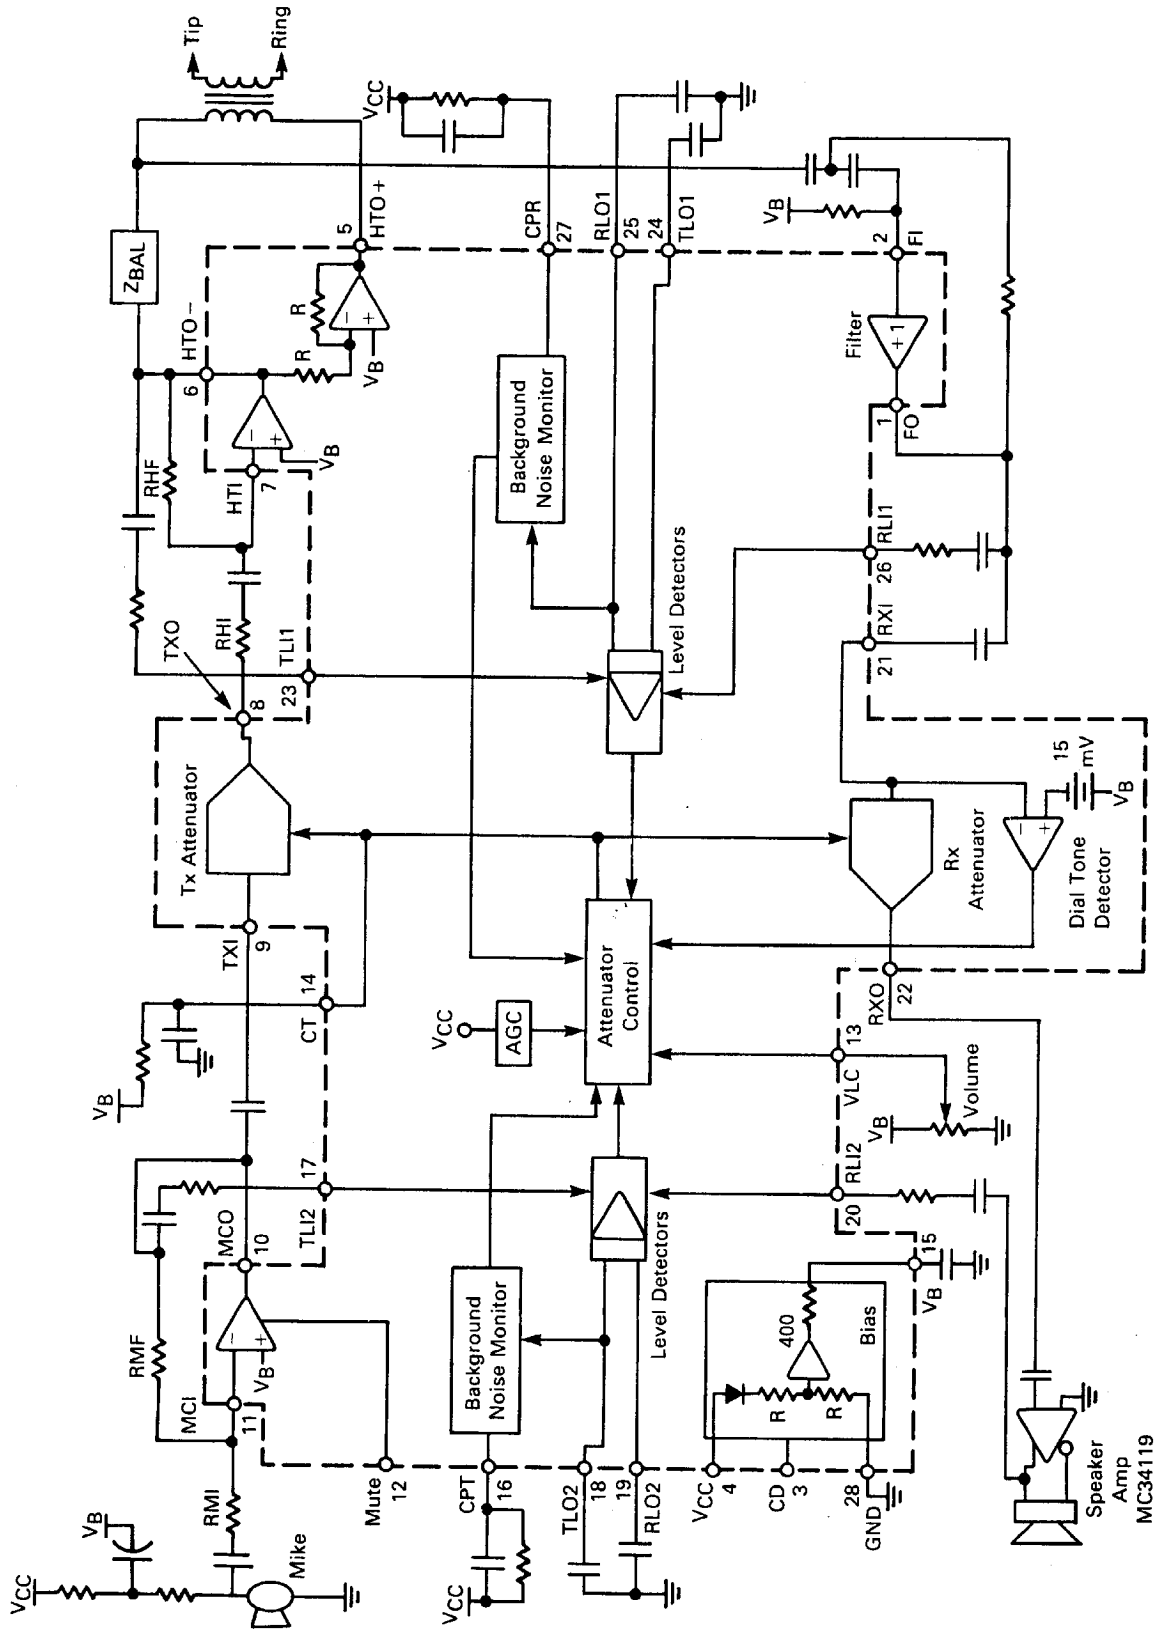 VCC
VB
Mike
RMI
RMF
MCI
11
VB
-
+
MCO
10
VB
CT
14
TLI2
17
TXI
9
Tx Attenuator
TXO
8
RHI
23
TLI1
RHF
HTI
7
-
+
VB
ZBAL
6
HTO-
R
R
-
+
VB
5
HTO+
Tip
Ring
Mute
12
CPT
16
VCC
Background
Noise Monitor
TLO2
18
19
RLO2
Level Detectors
VCC
AGC
Attenuator
Control
Level Detectors
Background
Noise Monitor
CPR
27
VCC
RLO1
25
24
TLO1
VCC
4
CD
3
28
GND
R
R
400
Bias
15
VB
20
RLI2
VB
Volume
VLC
13
RXO
22
Rx
Attenuator
Dial Tone
Detector
-
+
15
mV
VB
21
RXI
26
RLI1
1
FO
Filter
+1
2
FI
VB
Speaker
Amp
MC34119